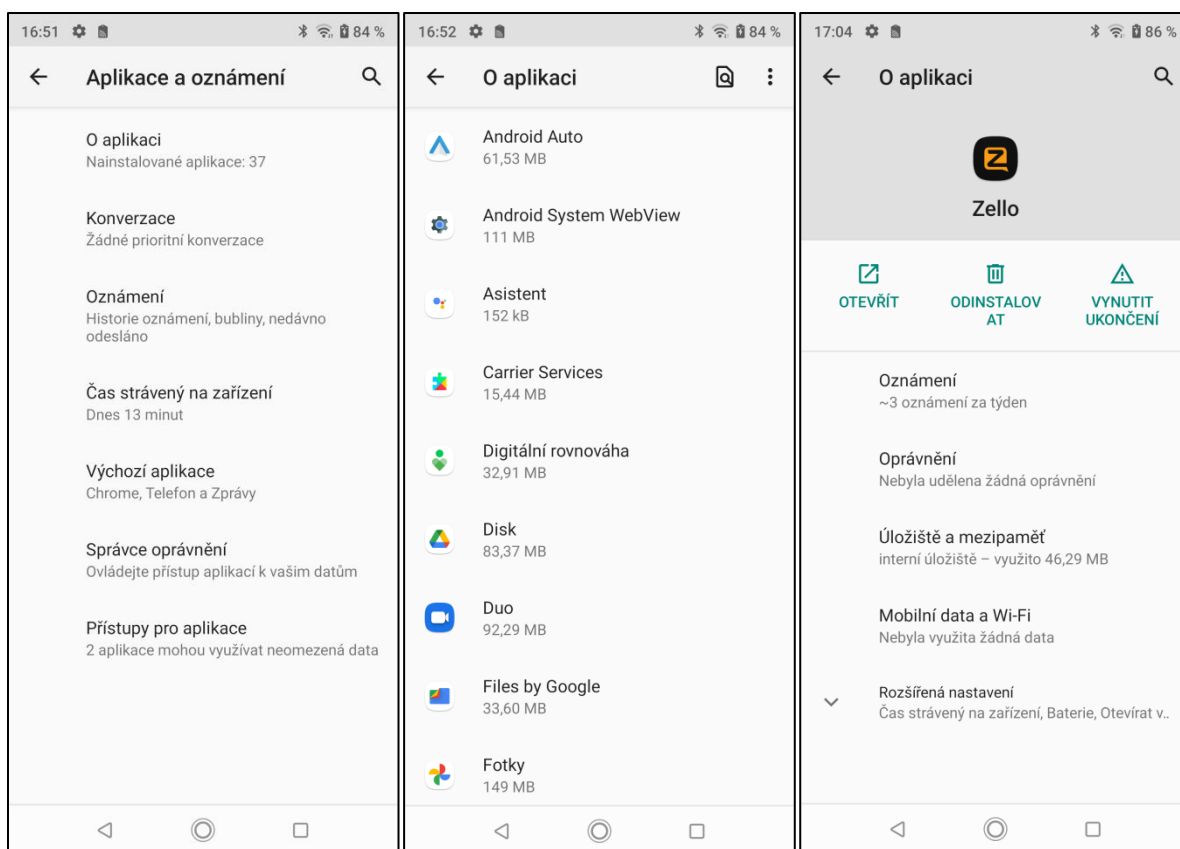 16:51 84 %
Aplikace a oznámení
O aplikaci
Nainstalované aplikace: 37
Konverzace
Žádné prioritní konverzace
Oznámení
Historie oznámení, bubliny, nedávno
odesláno
Čas strávený na zařízení
Dnes 13 minut
Výchozí aplikace
Chrome, Telefon a Zprávy
Správce oprávnění
Ovládejte přístup aplikací k vašim datům
Přístupy pro aplikace
2 aplikace mohou využívat neomezená data
16:52 84 %
O aplikaci
Android Auto
61,53 MB
Android System WebView
111 MB
Asistent
152 kB
Carrier Services
15,44 MB
Digitální rovnováha
32,91 MB
Disk
83,37 MB
Duo
92,29 MB
Files by Google
33,60 MB
Fotky
149 MB
17:04 86 %
O aplikaci
Zello
OTEVŘÍT
ODINSTALOV
AT
VYNUTIT
UKONČENÍ
Oznámení
~3 oznámení za týden
Oprávnění
Nebyla udělena žádná oprávnění
Úložiště a mezipaměť
interní úložiště – využito 46,29 MB
Mobilní data a Wi-Fi
Nebyla využita žádná data
Rozšířená nastavení
Čas strávený na zařízení, Baterie, Otevírat v..